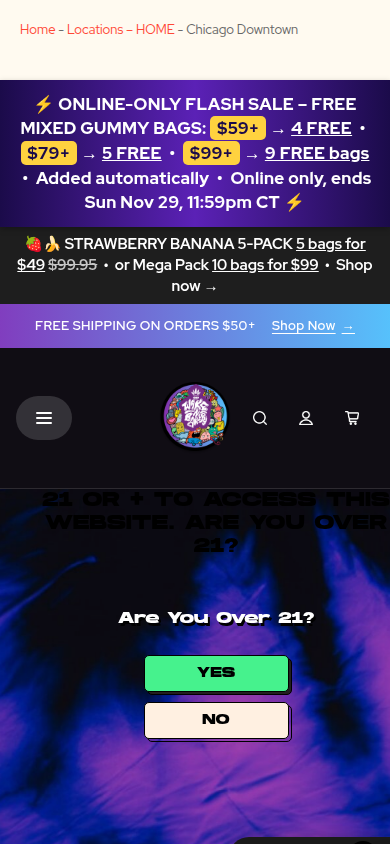 Home - Locations – HOME - Chicago Downtown
⚡ ONLINE-ONLY FLASH SALE – FREE
MIXED GUMMY BAGS: $59+ → 4 FREE •
$79+ → 5 FREE • $99+ → 9 FREE bags
• Added automatically • Online only, ends
Sun Nov 29, 11:59pm CT ⚡
🍓🍌 STRAWBERRY BANANA 5-PACK 5 bags for
$49 $99.95 • or Mega Pack 10 bags for $99 • Shop
now →
FREE SHIPPING ON ORDERS $50+ Shop Now →
21 OR + TO ACCESS THIS
WEBSITE. ARE YOU OVER
21?
Are You Over 21?
YES
NO